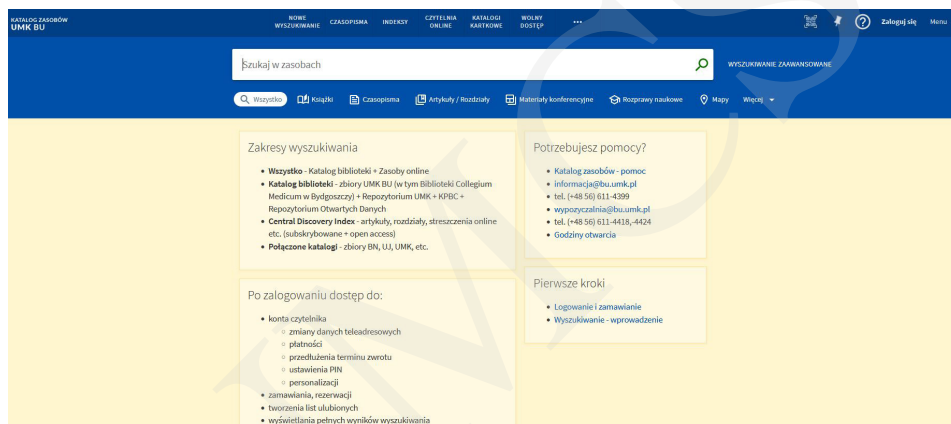 KATALOG ZASOBÓW
UMK BU
NOWE WYSZUKIWANIE
CZASOPISMA
INDEKSY
CZYTELNIA ONLINE
KATALOGI KARTKOWE
WOLNY DOSTĘP
•••
Zaloguj się
Menu
Szukaj w zasobach
WYSZUKIWANIE ZAAWANSOWANE
Wszystko
Książki
Czasopisma
Artykuły / Rozdziały
Materiały konferencyjne
Rozprawy naukowe
Mapy
Więcej
Zakresy wyszukiwania
• Wszystko - Katalog biblioteki + Zasoby online
• Katalog biblioteki - zbiory UMK BU (w tym Biblioteki Collegium
Medicum w Bydgoszczy) + Repozytorium UMK + KPBC +
Repozytorium Otwartych Danych
• Central Discovery Index - artykuły, rozdziały, streszczenia online
etc. (subskrybowane + open access)
• Połączone katalogi - zbiory BN, UJ, UMK, etc.
Potrzebujesz pomocy?
• Katalog zasobów - pomoc
• informacja@bu.umk.pl
• tel. (+48 56) 611-4399
• wypozyczalnia@bu.umk.pl
• tel. (+48 56) 611-4418,-4424
• Godziny otwarcia
Pierwsze kroki
• Logowanie i zamawianie
• Wyszukiwanie - wprowadzenie
Po zalogowaniu dostęp do:
• konta czytelnika
◦ zmiany danych teleadresowych
◦ płatności
◦ przedłużenia terminu zwrotu
◦ ustawienia PIN
◦ personalizacji
• zamawiania, rezerwacji
• tworzenia list ulubionych
• wyświetlania pełnych wyników wyszukiwania